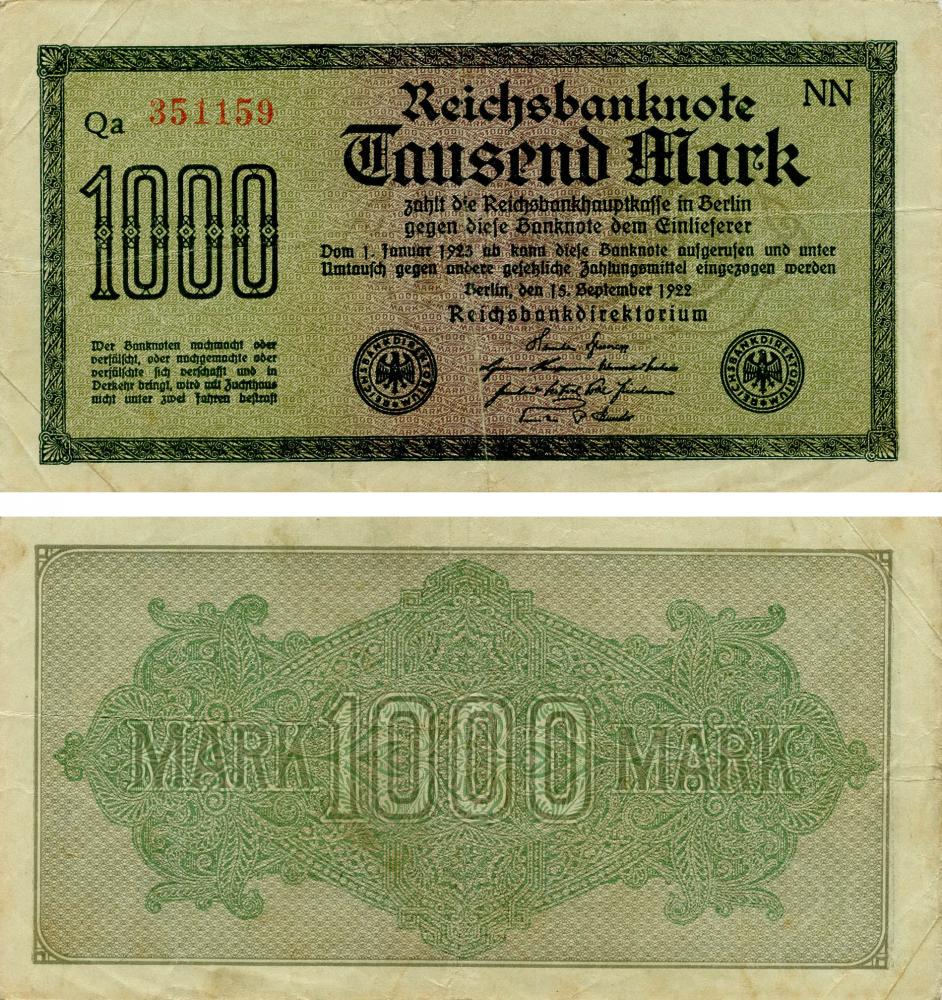 Qa 351159
NN
1000
Reichsbanknote
Tausend Mark
zahlt die Reichsbankhauptkasse in Berlin
gegen diese Banknote dem Einlieferer
Vom 1. Januar 1923 ab kann diese Banknote aufgerufen und unter
Umtausch gegen andere gesetzliche Zahlungsmittel eingezogen werden
Berlin, den 15. September 1922
Reichsbankdirektorium
Wer Banknoten nachmacht oder
verfälscht, oder nachgemachte oder
verfälschte sich verschafft und in
Verkehr bringt, wird mit Zuchthaus
nicht unter zwei Jahren bestraft
REICHSBANKDIREKTORIUM
REICHSBANKDIREKTORIUM
MARK 1000 MARK